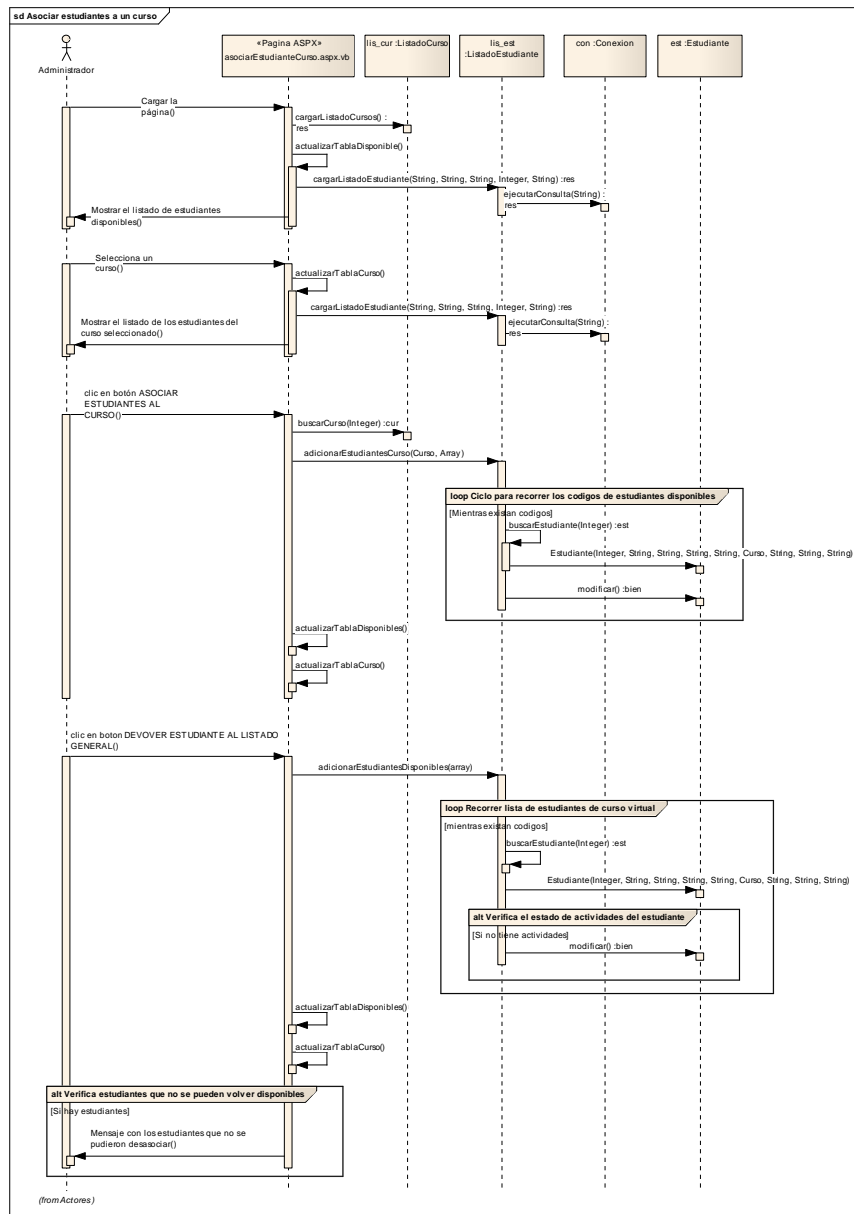 sd Asociar estudiantes a un curso
Administrador
«Pagina ASPX»
asociarEstudianteCurso.aspx.vb
lis_cur :ListadoCurso
lis_est
:ListadoEstudiante
con :Conexion
est :Estudiante
Cargar la
página()
cargarListadoCursos() :
res
actualizarTablaDisponible()
cargarListadoEstudiante(String, String, String, Integer, String) :res
ejecutarConsulta(String) :
res
Mostrar el listado de estudiantes
disponibles()
Selecciona un
curso()
actualizarTablaCurso()
cargarListadoEstudiante(String, String, String, Integer, String) :res
ejecutarConsulta(String) :
res
Mostrar el listado de los estudiantes del
curso seleccionado()
clic en botón ASOCIAR
ESTUDIANTES AL
CURSO()
buscarCurso(Integer) :cur
adicionarEstudiantesCurso(Curso, Array)
loop Ciclo para recorrer los codigos de estudiantes disponibles
[Mientras existan codigos]
buscarEstudiante(Integer) :est
Estudiante(Integer, String, String, String, String, Curso, String, String, String)
modificar() :bien
actualizarTablaDisponibles()
actualizarTablaCurso()
clic en boton DEVOVER ESTUDIANTE AL LISTADO
GENERAL()
adicionarEstudiantesDisponibles(array)
loop Recorrer lista de estudiantes de curso virtual
[mientras existan codigos]
buscarEstudiante(Integer) :est
Estudiante(Integer, String, String, String, String, Curso, String, String, String)
alt Verifica el estado de actividades del estudiante
[Si no tiene actividades]
modificar() :bien
actualizarTablaDisponibles()
actualizarTablaCurso()
alt Verifica estudiantes que no se pueden volver disponibles
[Si hay estudiantes]
Mensaje con los estudiantes que no se
pudieron desasociar()
(from Actores)